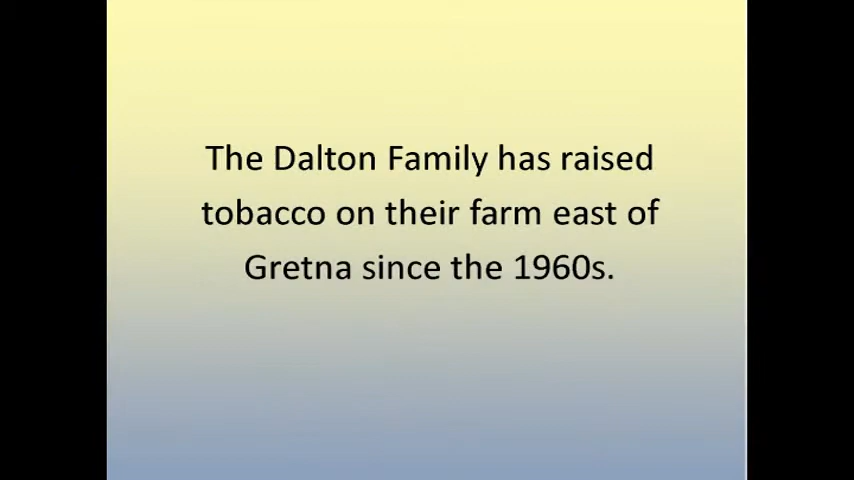 The Dalton Family has raised
tobacco on their farm east of
Gretna since the 1960s.